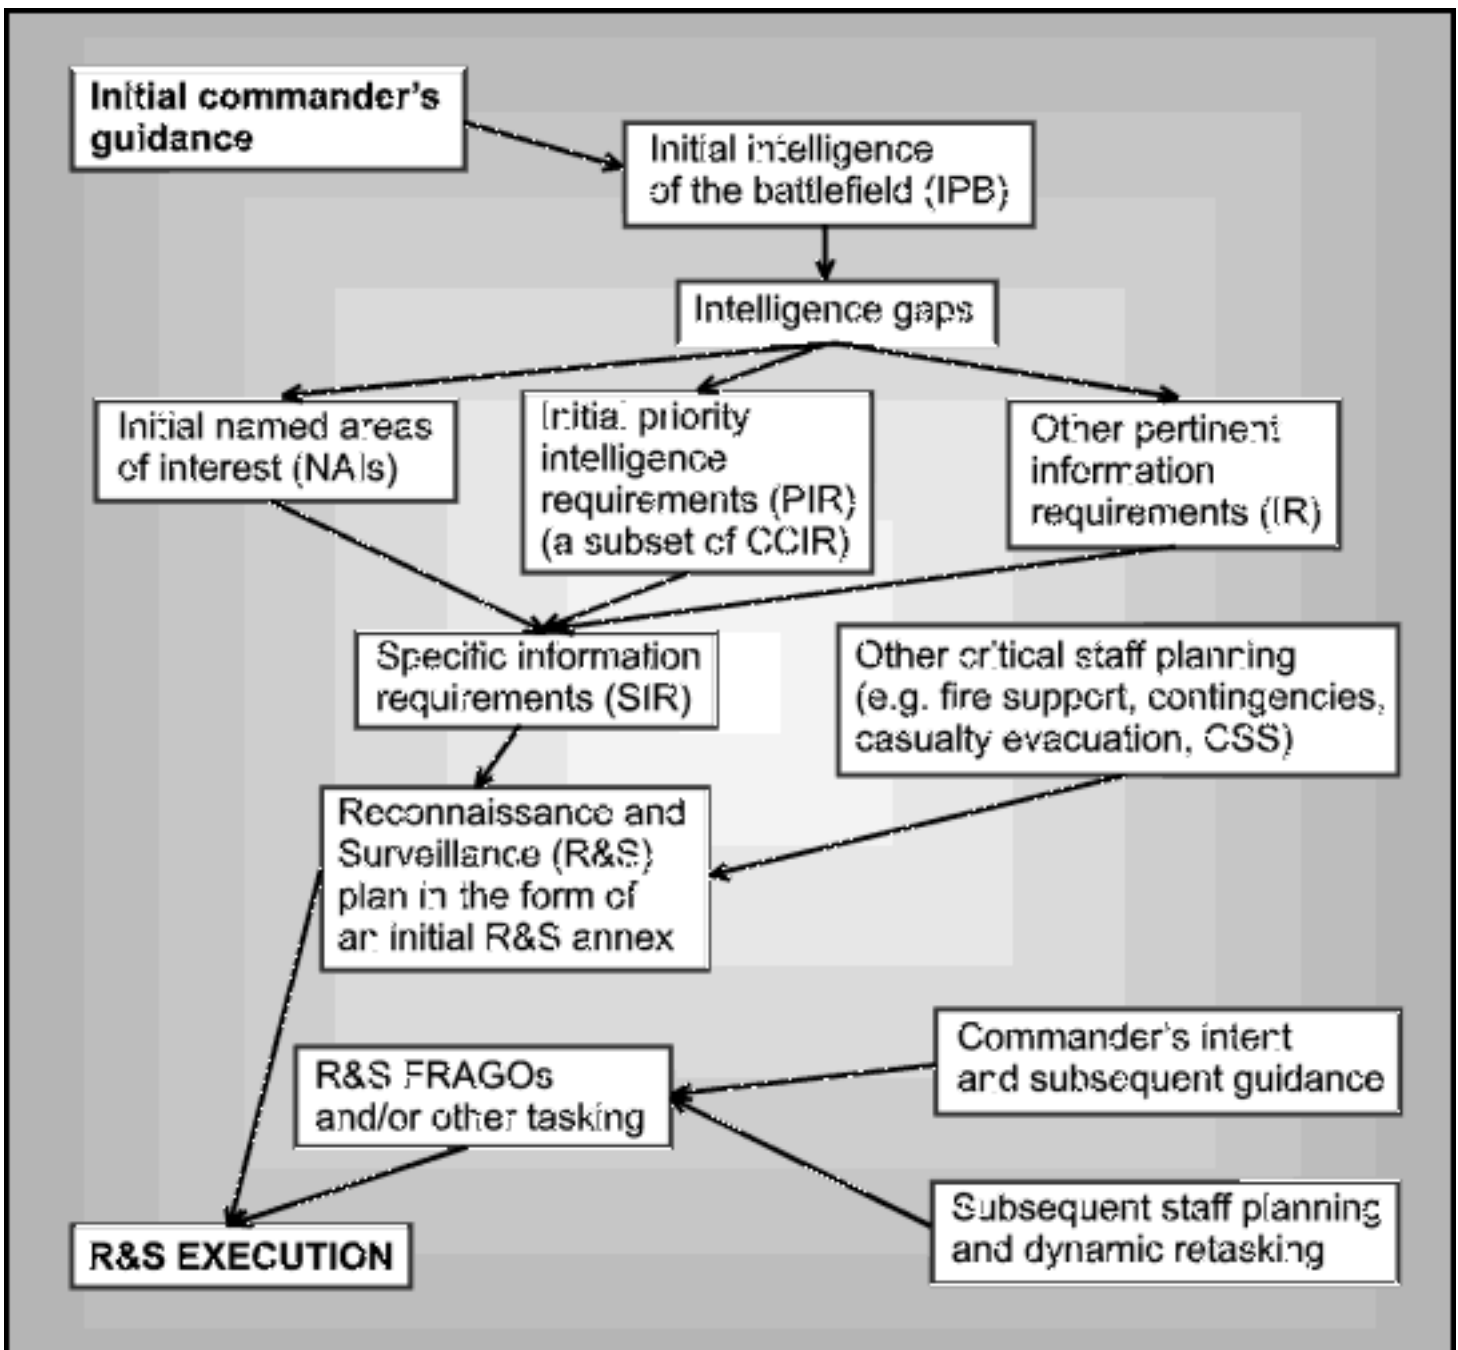 Initial commander's
guidance
Initial intelligence
of the battlefield (IPB)
Intelligence gaps
Initial named areas
of interest (NAIs)
Initial priority
intelligence
requirements (PIR)
(a subset of CCIR)
Other pertinent
information
requirements (IR)
Specific information
requirements (SIR)
Other critical staff planning
(e.g. fire support, contingencies,
casualty evacuation, CSS)
Reconnaissance and
Surveillance (R&S)
plan in the form of
an initial R&S annex
Commander's intent
and subsequent guidance
R&S FRAGOs
and/or other tasking
Subsequent staff planning
and dynamic retasking
R&S EXECUTION